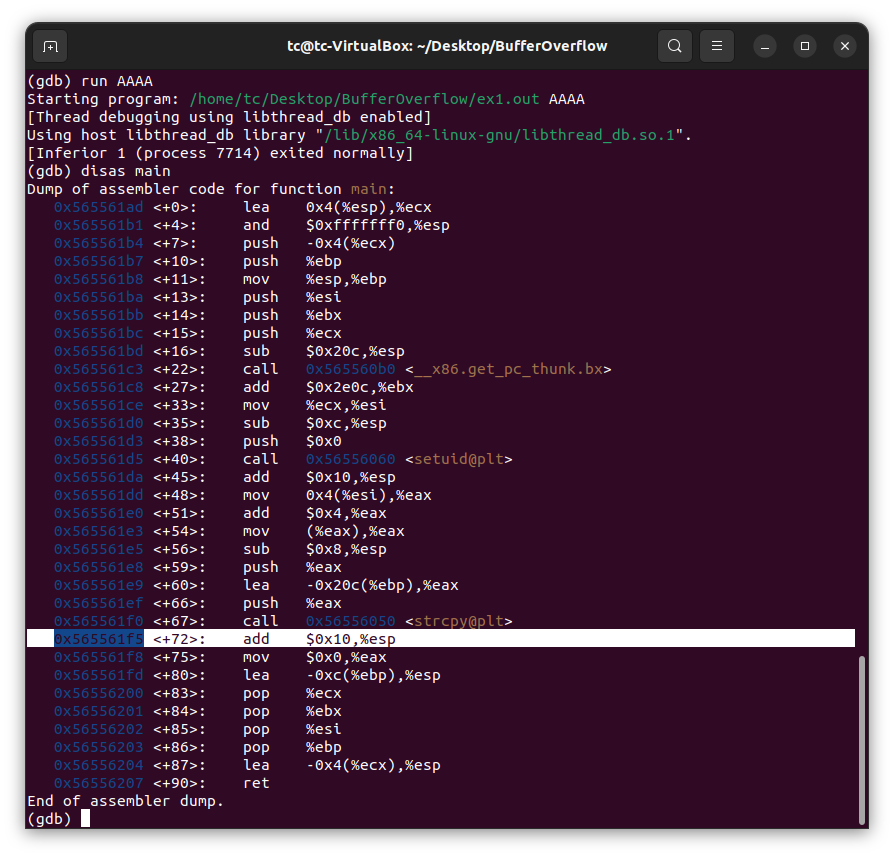 tc@tc-VirtualBox: ~/Desktop/BufferOverflow
(gdb) run AAAA
Starting program: /home/tc/Desktop/BufferOverflow/ex1.out AAAA
[Thread debugging using libthread_db enabled]
Using host libthread_db library "/lib/x86_64-linux-gnu/libthread_db.so.1".
[Inferior 1 (process 7714) exited normally]
(gdb) disas main
Dump of assembler code for function main:
   0x565561ad <+0>:     lea    0x4(%esp),%ecx
   0x565561b1 <+4>:     and    $0xfffffff0,%esp
   0x565561b4 <+7>:     push   -0x4(%ecx)
   0x565561b7 <+10>:    push   %ebp
   0x565561b8 <+11>:    mov    %esp,%ebp
   0x565561ba <+13>:    push   %esi
   0x565561bb <+14>:    push   %ebx
   0x565561bc <+15>:    push   %ecx
   0x565561bd <+16>:    sub    $0x20c,%esp
   0x565561c3 <+22>:    call   0x565560b0 <__x86.get_pc_thunk.bx>
   0x565561c8 <+27>:    add    $0x2e0c,%ebx
   0x565561ce <+33>:    mov    %ecx,%esi
   0x565561d0 <+35>:    sub    $0xc,%esp
   0x565561d3 <+38>:    push   $0x0
   0x565561d5 <+40>:    call   0x56556060 <setuid@plt>
   0x565561da <+45>:    add    $0x10,%esp
   0x565561dd <+48>:    mov    0x4(%esi),%eax
   0x565561e0 <+51>:    add    $0x4,%eax
   0x565561e3 <+54>:    mov    (%eax),%eax
   0x565561e5 <+56>:    sub    $0x8,%esp
   0x565561e8 <+59>:    push   %eax
   0x565561e9 <+60>:    lea    -0x20c(%ebp),%eax
   0x565561ef <+66>:    push   %eax
   0x565561f0 <+67>:    call   0x56556050 <strcpy@plt>
   0x565561f5 <+72>:    add    $0x10,%esp
   0x565561f8 <+75>:    mov    $0x0,%eax
   0x565561fd <+80>:    lea    -0xc(%ebp),%esp
   0x56556200 <+83>:    pop    %ecx
   0x56556201 <+84>:    pop    %ebx
   0x56556202 <+85>:    pop    %esi
   0x56556203 <+86>:    pop    %ebp
   0x56556204 <+87>:    lea    -0x4(%ecx),%esp
   0x56556207 <+90>:    ret
End of assembler dump.
(gdb)